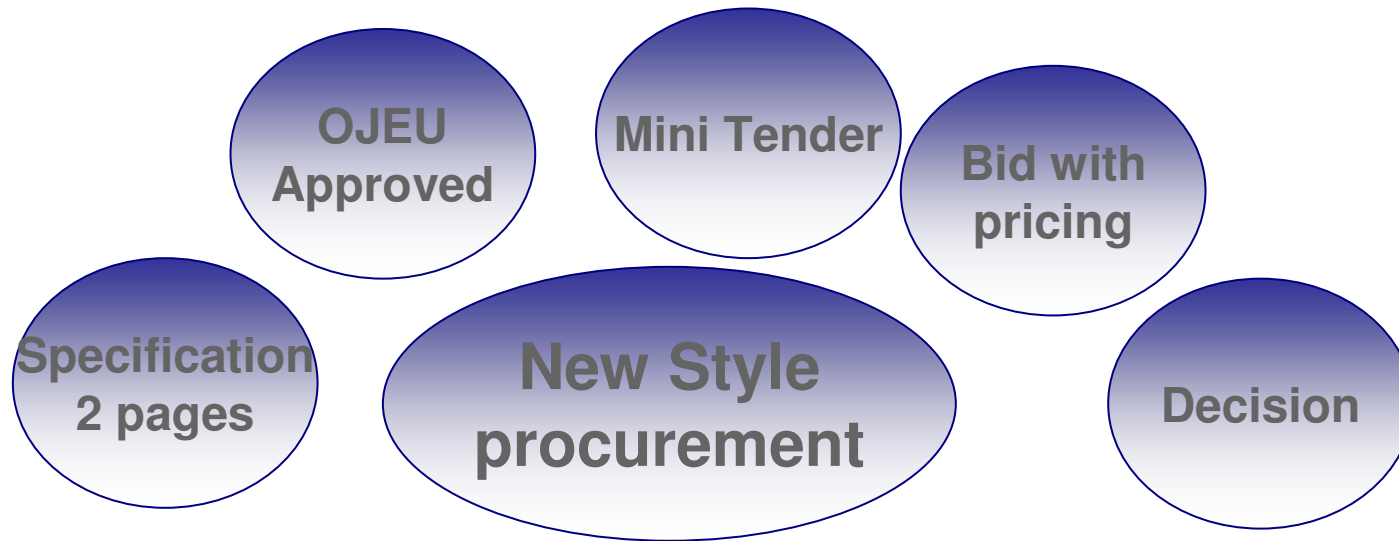 OJEU
Approved
Mini Tender
Bid with
pricing
Specification
2 pages
New Style
procurement
Decision